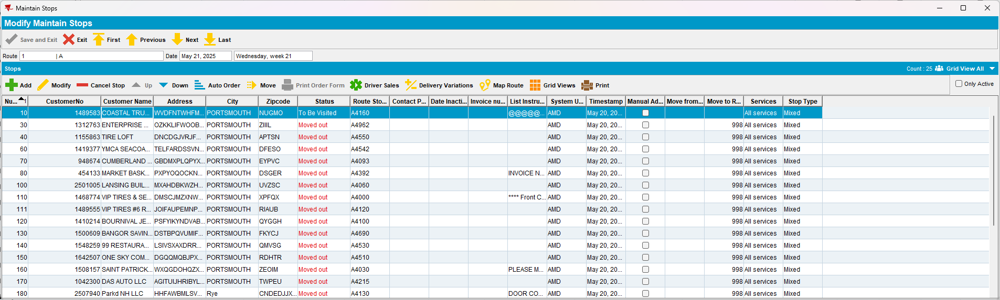 Maintain Stops
Modify Maintain Stops
Save and Exit Exit First Previous Next Last
Route 1 | A Date May 21, 2025 Wednesday, week 21
Stops Count : 25 Grid View All
Add Modify Cancel Stop Up Down Auto Order Move Print Order Form Driver Sales Delivery Variations Map Route Grid Views Print Only Active
Nu... 1 CustomerNo Customer Name Address City Zipcode Status Route Sto... Contact P... Date Inacti... Invoice nu... List Instru... System U... Timestamp Manual Ad... Move from... Move to R... Services Stop Type
10 1489583 COASTAL TRU... WVDFNTWHFM... PORTSMOUTH NUGMO To Be Visited A4160 @@@@@... AMD May 20, 20... All services Mixed
30 1312763 ENTERPRISE ... OZKKLIFWOOB... PORTSMOUTH ZIIIL Moved out A4962 AMD May 20, 20... 998 All services Mixed
40 1155863 TIRE LOFT DNCDGJVRJF... PORTSMOUTH APTSN Moved out A4550 AMD May 20, 20... 998 All services Mixed
60 1419377 YMCA SEACOA... TELFARDSSVN... PORTSMOUTH DFESO Moved out A4542 AMD May 20, 20... 998 All services Mixed
70 948674 CUMBERLAND ... GBDMXPLQPYX... PORTSMOUTH EYPVC Moved out A4093 AMD May 20, 20... 998 All services Mixed
80 454133 MARKET BASK... PXPYOQOCKN... PORTSMOUTH DSGER Moved out A4392 INVOICE N... AMD May 20, 20... 998 All services Mixed
100 2501005 LANSING BUIL... MXAHDBKWZH... PORTSMOUTH UVZSC Moved out A4060 AMD May 20, 20... 998 All services Mixed
110 1468774 VIP TIRES & SE... DMSCJMZXNW... PORTSMOUTH XPFQX Moved out A4000 **** Front C... AMD May 20, 20... 998 All services Mixed
111 1489555 VIP TIRES #6 R... JOIFAUPEMNP... PORTSMOUTH RIAUB Moved out A4120 AMD May 20, 20... 998 All services Mixed
120 1410214 BOURNIVAL JE... PSFYIKYNDVAB... PORTSMOUTH QYGGH Moved out A4100 AMD May 20, 20... 998 All services Mixed
130 1500609 BANGOR SAVIN... DSTBPQVUMIF... PORTSMOUTH FKYCJ Moved out A4690 AMD May 20, 20... 998 All services Mixed
140 1548259 99 RESTAURA... LSIVSXAXDRR... PORTSMOUTH QMVSG Moved out A4530 AMD May 20, 20... 998 All services Mixed
150 1642507 ONE SKY COM... DGQQMQBJPX... PORTSMOUTH RDHTR Moved out A4510 AMD May 20, 20... 998 All services Mixed
160 1508157 SAINT PATRICK... WXQGDOHQZX... PORTSMOUTH ZEOIM Moved out A4030 PLEASE M... AMD May 20, 20... 998 All services Mixed
170 1042300 DAS AUTO LLC AGITUIJHRIBYL... PORTSMOUTH TWPEU Moved out A4215 AMD May 20, 20... 998 All services Mixed
180 2507940 Parkd NH LLC HHFAWBMLSV... Rye CNDEDJJX... Moved out A4130 DOOR CO... AMD May 20, 20... 998 All services Mixed